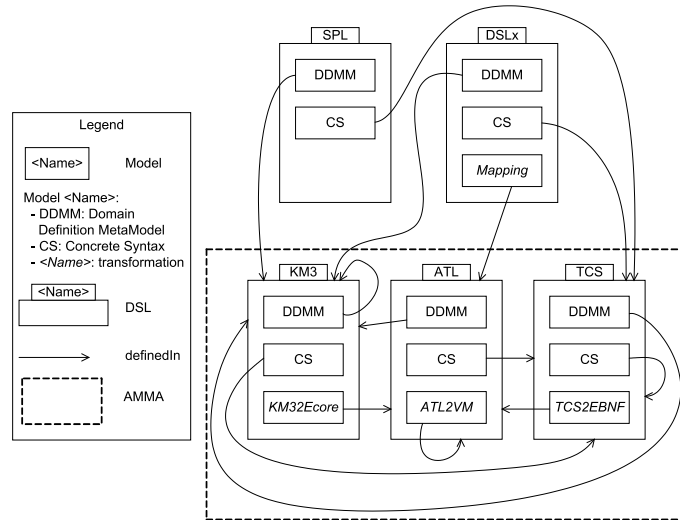 SPL
DSLx
DDMM
DDMM
CS
CS
Mapping
Legend
<Name>
Model
Model <Name>:
- DDMM: Domain
Definition MetaModel
- CS: Concrete Syntax
- <Name>: transformation
<Name>
DSL
definedIn
AMMA
KM3
ATL
TCS
DDMM
DDMM
DDMM
CS
CS
CS
KM32Ecore
ATL2VM
TCS2EBNF